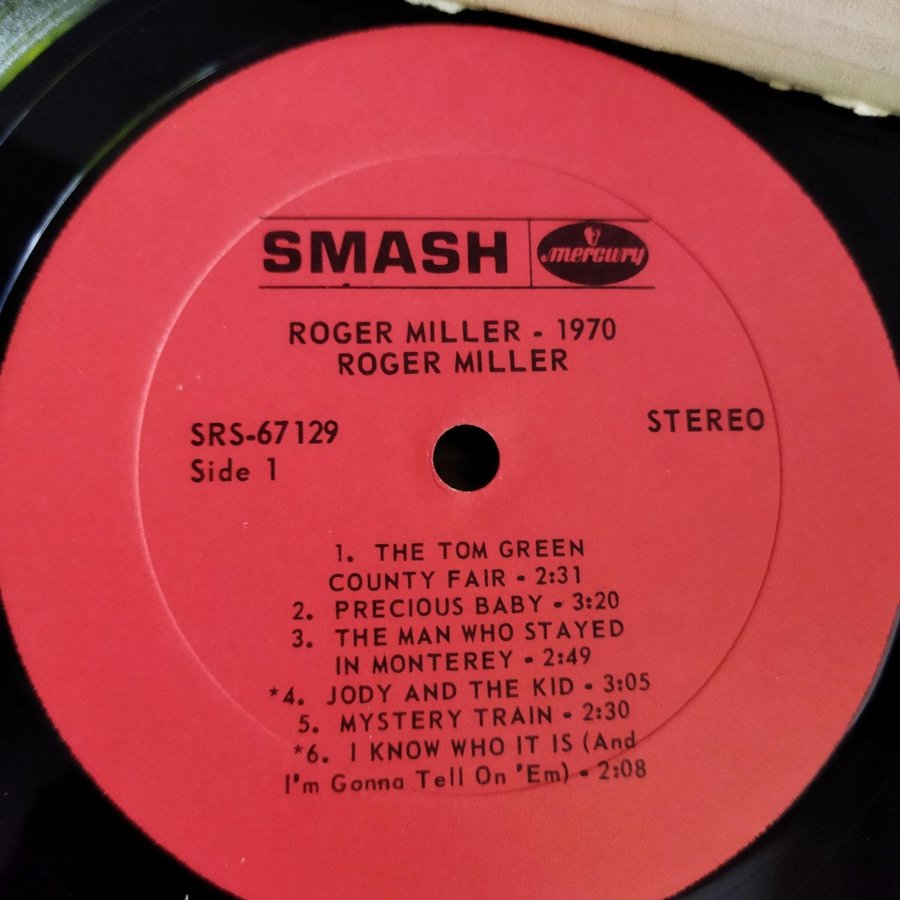 SMASH mercury
ROGER MILLER - 1970
ROGER MILLER
SRS-67129 STEREO
Side 1
1. THE TOM GREEN
COUNTY FAIR - 2:31
2. PRECIOUS BABY - 3:20
3. THE MAN WHO STAYED
IN MONTEREY - 2:49
*4. JODY AND THE KID - 3:05
5. MYSTERY TRAIN - 2:30
*6. I KNOW WHO IT IS (And
I'm Gonna Tell On 'Em) - 2:08